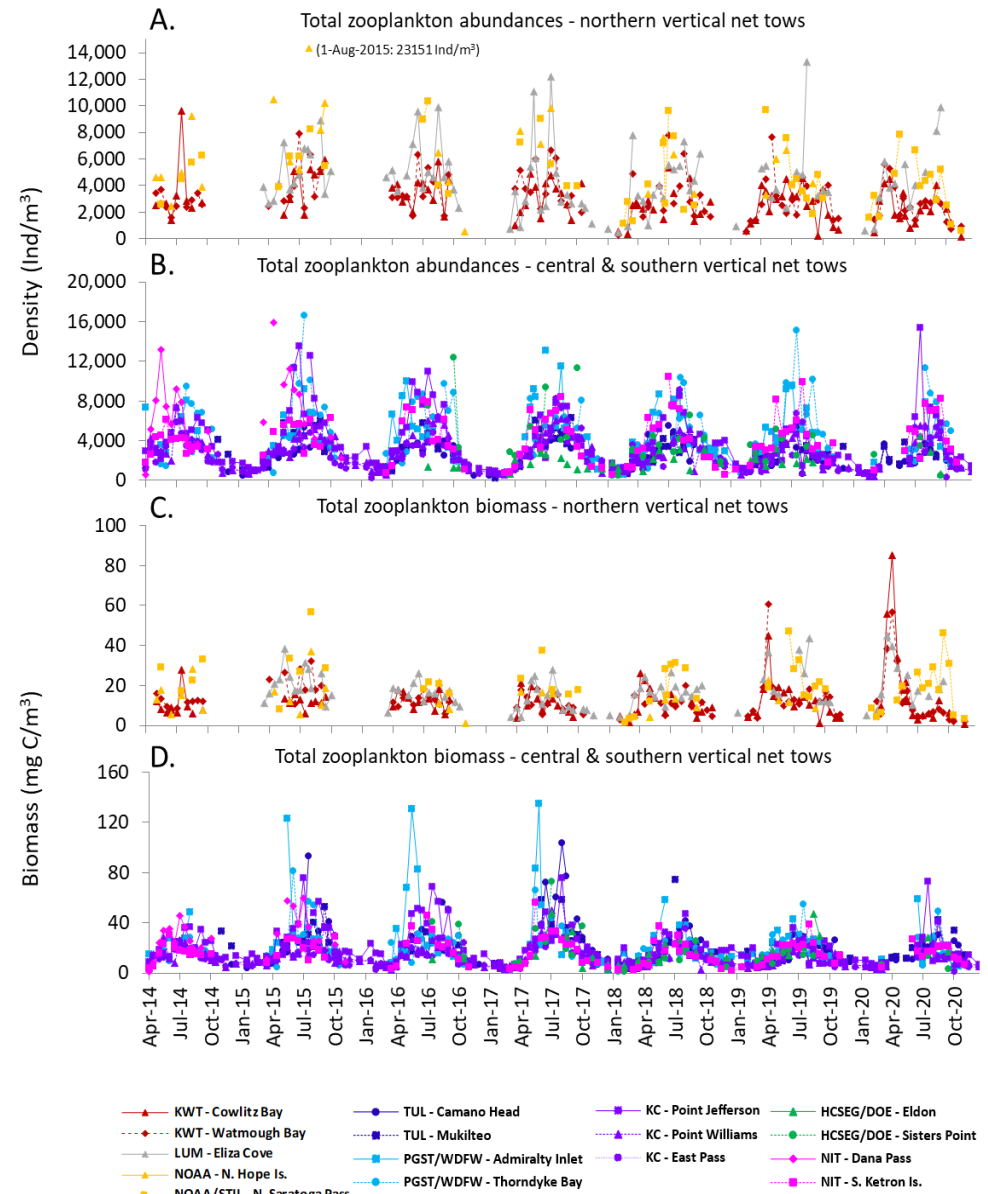 A.
Total zooplankton abundances - northern vertical net tows
(1-Aug-2015: 23151 Ind/m³)
14,000
12,000
10,000
8,000
6,000
4,000
2,000
0
B.
Total zooplankton abundances - central & southern vertical net tows
Density (Ind/m³)
20,000
16,000
12,000
8,000
4,000
0
C.
Total zooplankton biomass - northern vertical net tows
100
80
60
40
20
0
D.
Total zooplankton biomass - central & southern vertical net tows
Biomass (mg C/m³)
160
120
80
40
0
Apr-14
Jul-14
Oct-14
Jan-15
Apr-15
Jul-15
Oct-15
Jan-16
Apr-16
Jul-16
Oct-16
Jan-17
Apr-17
Jul-17
Oct-17
Jan-18
Apr-18
Jul-18
Oct-18
Jan-19
Apr-19
Jul-19
Oct-19
Jan-20
Apr-20
Jul-20
Oct-20
KWT - Cowlitz Bay
KWT - Watmough Bay
LUM - Eliza Cove
NOAA - N. Hope Is.
NOAA/STIL - N. Saratoga Pass
TUL - Camano Head
TUL - Mukilteo
PGST/WDFW - Admiralty Inlet
PGST/WDFW - Thorndyke Bay
KC - Point Jefferson
KC - Point Williams
KC - East Pass
HCSEG/DOE - Eldon
HCSEG/DOE - Sisters Point
NIT - Dana Pass
NIT - S. Ketron Is.